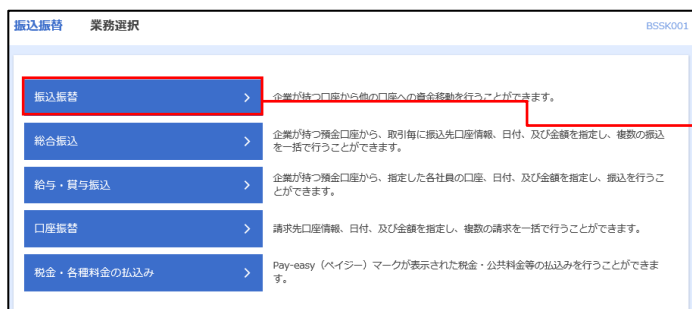 振込振替 業務選択 BSSK001
振込振替 企業が持つ口座から他の口座への資金移動を行うことができます。
総合振込 企業が持つ預金口座から、取引毎に振込先口座情報、日付、及び金額を指定し、複数の振込
を一括で行うことができます。
給与・賞与振込 企業が持つ預金口座から、指定した各社員の口座、日付、及び金額を指定し、振込を行うこ
とができます。
口座振替 請求先口座情報、日付、及び金額を指定し、複数の請求を一括で行うことができます。
税金・各種料金の払込み Pay-easy（ペイジー）マークが表示された税金・公共料金等の払込みを行うことができま
す。